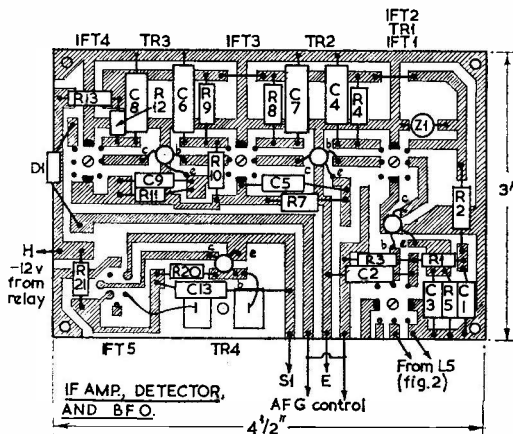 IFT2
TR1
IFT4 TR3 IFT3 TR2 IFT1
R13
C8
R12
C6
R9
R8
C7
C4
R4
Z1
D1
b
e
c
R10
b
e
c
C9
R11
C5
R7
R2
3"
H
-12v
from
relay
R21
c
e
b
R20
C13
c
b
e
R3
R1
C2
C3
R5
C1
IFT5 TR4
S1 E
From L5
(fig.2)
IF AMP., DETECTOR,
AND BFO.
AFG control
4 1/2"